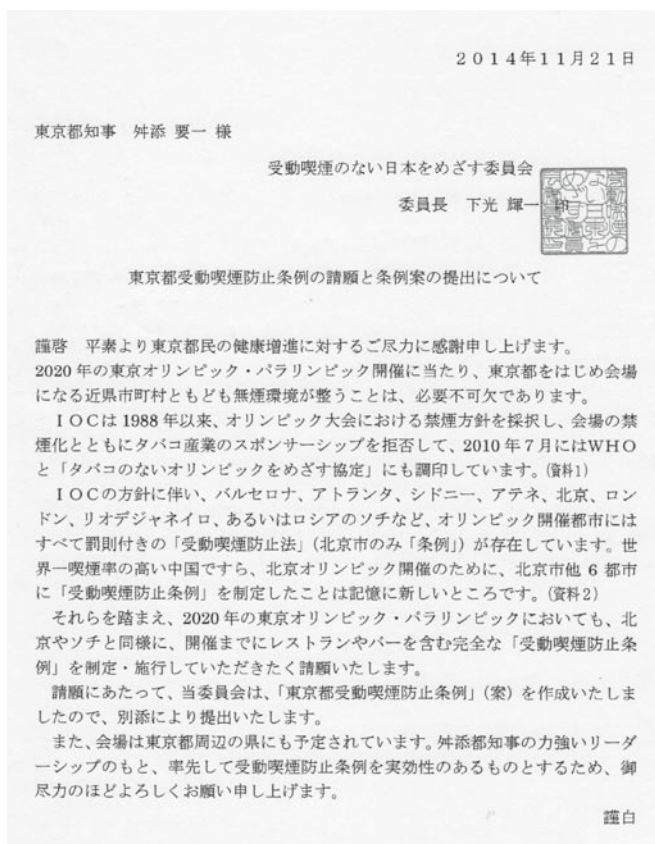 ２０１４年１１月２１日
東京都知事　舛添 要一 様
受動喫煙のない日本をめざす委員会
委員長　下光 輝一 印
東京都受動喫煙防止条例の請願と条例案の提出について
謹啓　平素より東京都民の健康増進に対するご尽力に感謝申し上げます。
2020 年の東京オリンピック・パラリンピック開催に当たり、東京都をはじめ会場
になる近県市町村ともども無煙環境が整うことは、必要不可欠であります。
ＩＯＣは 1988 年以来、オリンピック大会における禁煙方針を採択し、会場の禁
煙化とともにタバコ産業のスポンサーシップを拒否して、2010 年７月にはＷＨＯ
と「タバコのないオリンピックをめざす協定」にも調印しています。(資料1)
ＩＯＣの方針に伴い、バルセロナ、アトランタ、シドニー、アテネ、北京、ロン
ドン、リオデジャネイロ、あるいはロシアのソチなど、オリンピック開催都市には
すべて罰則付きの「受動喫煙防止法」（北京市のみ「条例」）が存在しています。世
界一喫煙率の高い中国ですら、北京オリンピック開催のために、北京市他 6 都市
に「受動喫煙防止条例」を制定したことは記憶に新しいところです。（資料２）
それらを踏まえ、2020 年の東京オリンピック・パラリンピックにおいても、北
京やソチと同様に、開催までにレストランやバーを含む完全な「受動喫煙防止条
例」を制定・施行していただきたく請願いたします。
請願にあたって、当委員会は、「東京都受動喫煙防止条例」（案）を作成いたしま
したので、別添により提出いたします。
また、会場は東京都周辺の県にも予定されています。舛添都知事の力強いリーダ
ーシップのもと、率先して受動喫煙防止条例を実効性のあるものとするため、御
尽力のほどよろしくお願い申し上げます。
謹白